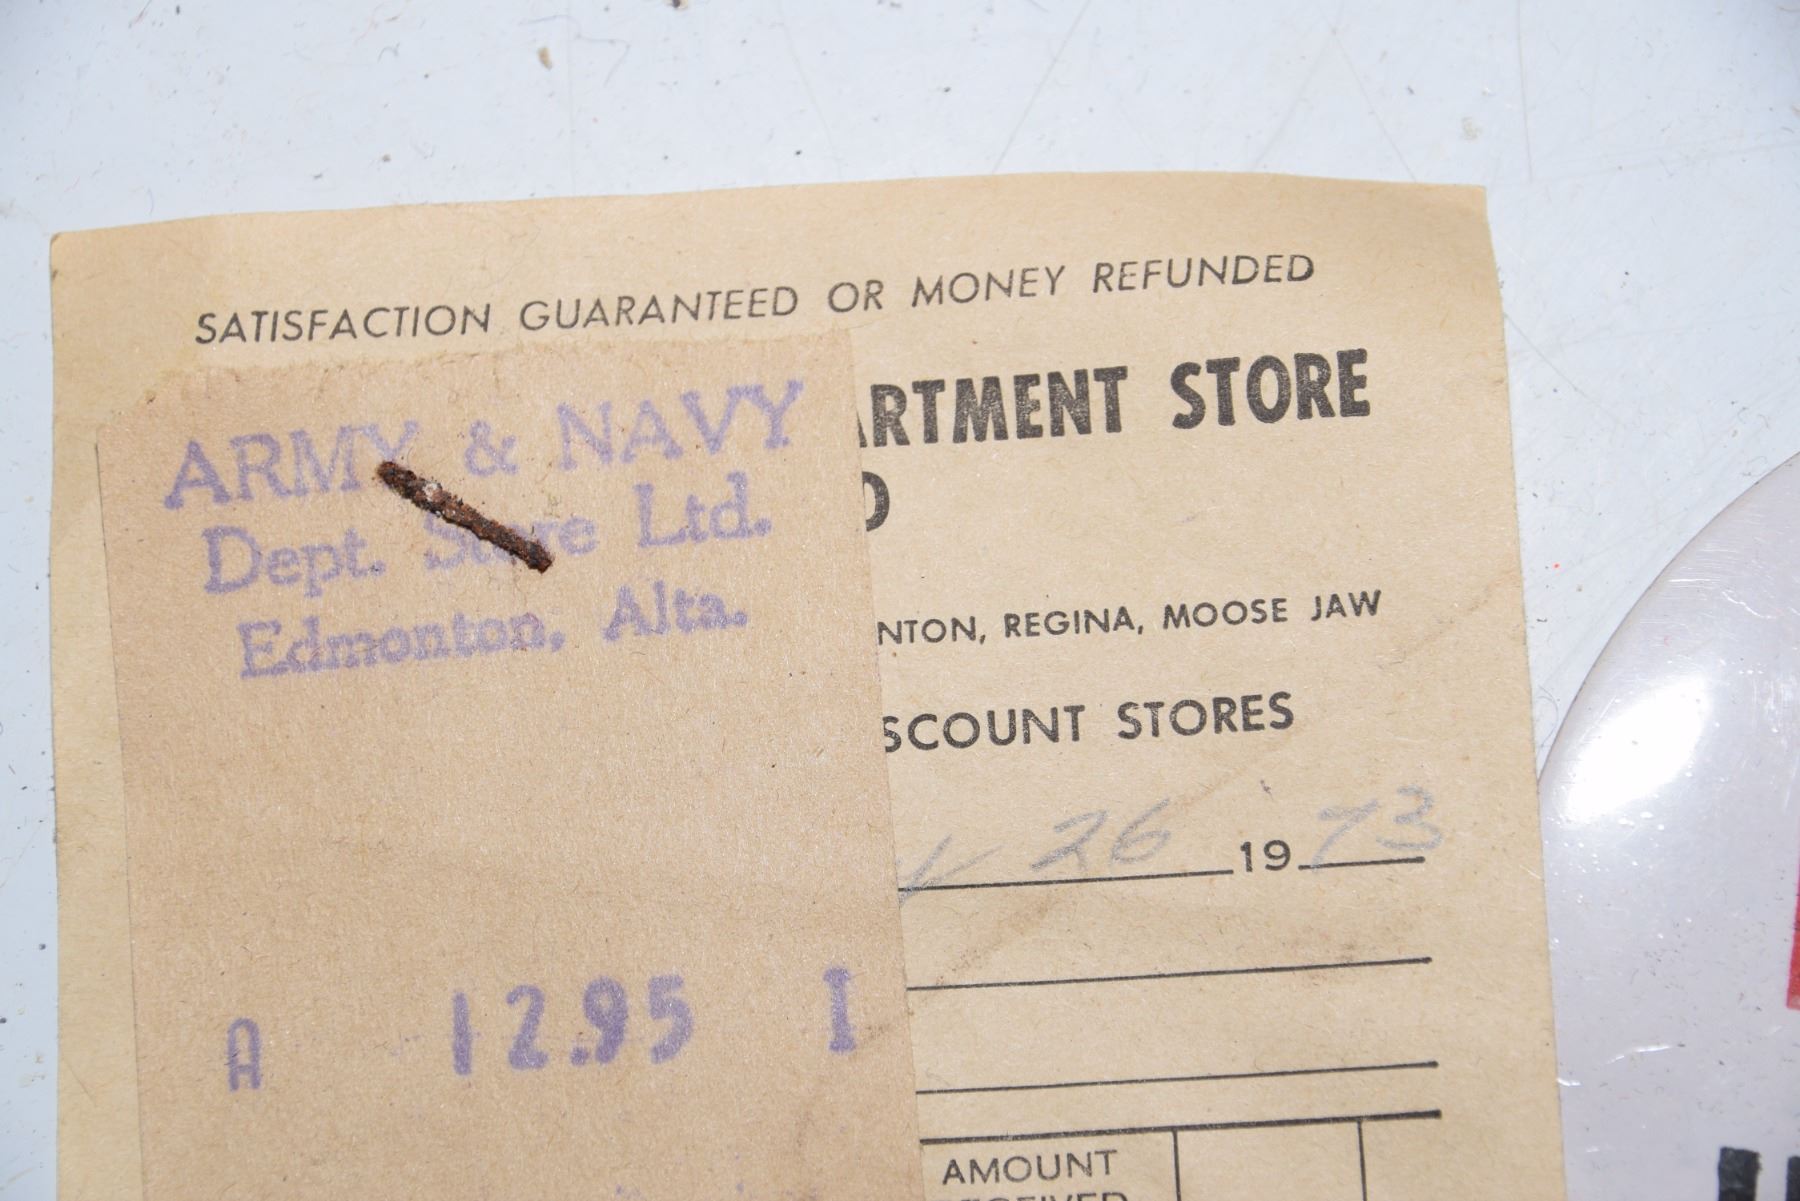 SATISFACTION GUARANTEED OR MONEY REFUNDED
ARTMENT STORE
ARMY & NAVY
Dept. Store Ltd.
Edmonton, Alta.
NTON, REGINA, MOOSE JAW
SCOUNT STORES
26 1973
A 12.95 I
AMOUNT
RECEIVED